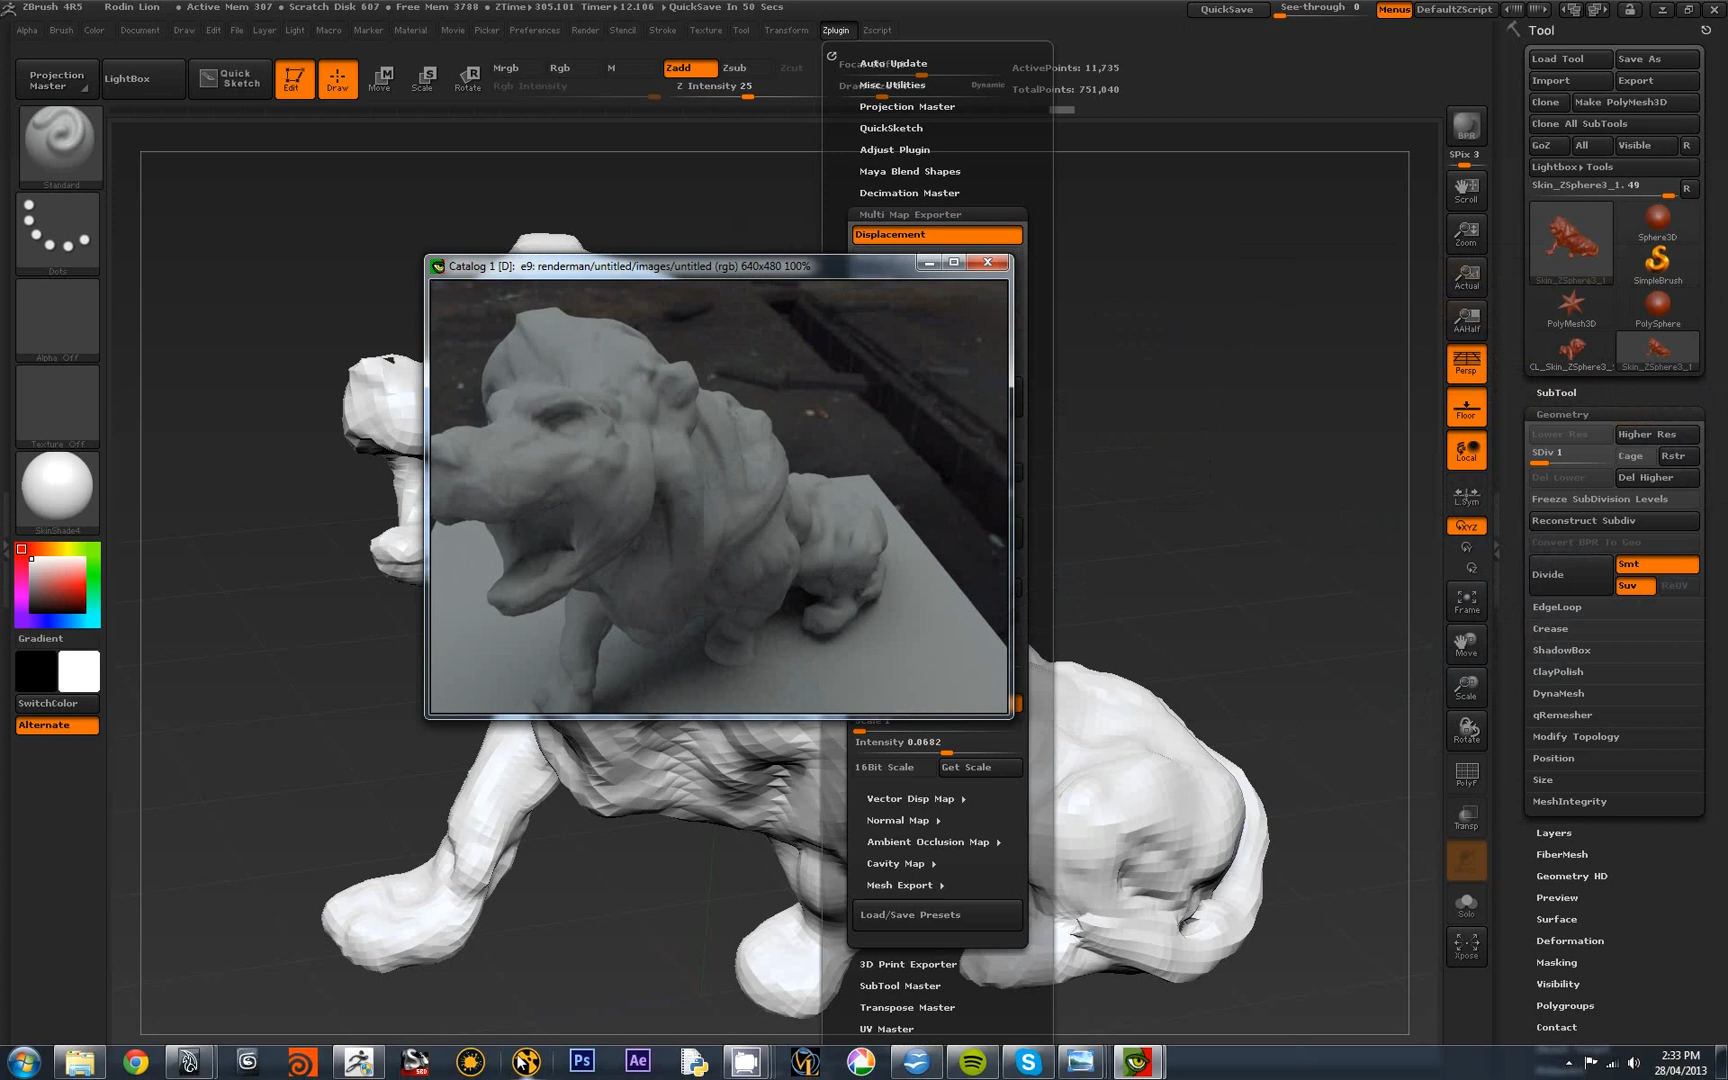 ZBrush 4R5 Rodin Lion • Active Mem 307 • Scratch Disk 607 • Free Mem 3788 • ZTime▸305.101 Timer▸12.106 •QuickSave In 50 Secs
QuickSave See-through 0 Menus DefaultZScript
Alpha Brush Color Document Draw Edit File Layer Light Macro Marker Material Movie Picker Preferences Render Stencil Stroke Texture Tool Transform Zplugin Zscript
Projection Master
LightBox
Quick Sketch
Edit
Draw
Move
Scale
Rotate
Mrgb Rgb M
Rgb Intensity
Zadd Zsub Zcut
Z Intensity 25
Dynamic
ActivePoints: 11,735
TotalPoints: 751,040
Auto Update
Misc Utilities
Projection Master
QuickSketch
Adjust Plugin
Maya Blend Shapes
Decimation Master
Multi Map Exporter
Displacement
Catalog 1 [D]: e9: renderman/untitled/images/untitled (rgb) 640x480 100%
Scale 1
Intensity 0.0682
16Bit Scale Get Scale
Vector Disp Map
Normal Map
Ambient Occlusion Map
Cavity Map
Mesh Export
Load/Save Presets
3D Print Exporter
SubTool Master
Transpose Master
UV Master
Standard
Dots
Alpha Off
Texture Off
SkinShade4
Gradient
SwitchColor
Alternate
BPR
SPix 3
Scroll
Zoom
Actual
AAHalf
Persp
Floor
Local
L.Sym
XYZ
Frame
Move
Scale
Rotate
PolyF
Transp
Solo
Xpose
Tool
Load Tool Save As
Import Export
Clone Make PolyMesh3D
Clone All SubTools
GoZ All Visible R
Lightbox▸Tools
Skin_ZSphere3_1. 49 R
Skin_ZSphere3_1
Sphere3D
SimpleBrush
PolyMesh3D PolySphere
CL_Skin_ZSphere3_ Skin_ZSphere3_1
SubTool
Geometry
Lower Res Higher Res
SDiv 1 Cage Rstr
Del Lower Del Higher
Freeze SubDivision Levels
Reconstruct Subdiv
Convert BPR To Geo
Divide Smt
Suv ReUV
EdgeLoop
Crease
ShadowBox
ClayPolish
DynaMesh
qRemesher
Modify Topology
Position
Size
MeshIntegrity
Layers
FiberMesh
Geometry HD
Preview
Surface
Deformation
Masking
Visibility
Polygroups
Contact
Ps
Ae
2:33 PM
28/04/2013